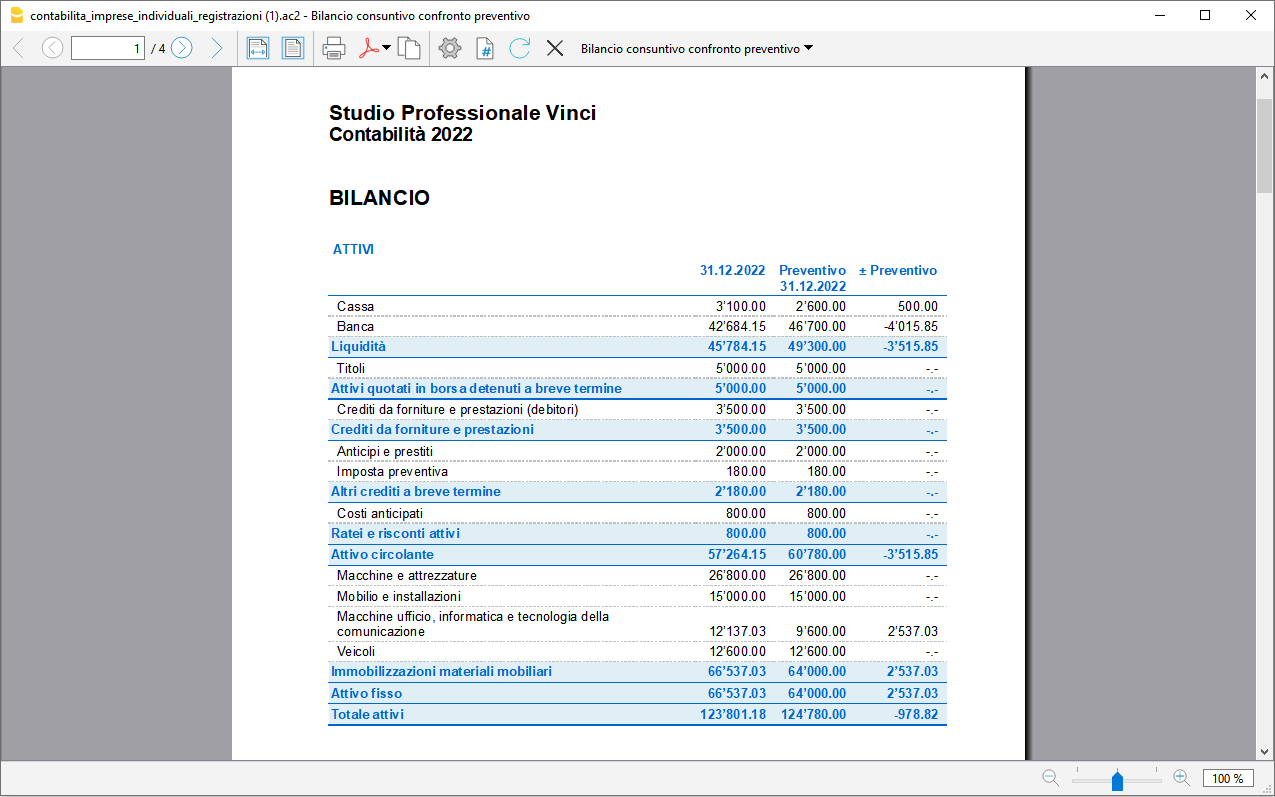 contabilita_imprese_individuali_registrazioni (1).ac2 - Bilancio consuntivo confronto preventivo
1 / 4 # Bilancio consuntivo confronto preventivo
Studio Professionale Vinci
Contabilità 2022
BILANCIO
ATTIVI
31.12.2022 Preventivo ± Preventivo
31.12.2022
Cassa 3'100.00 2'600.00 500.00
Banca 42'684.15 46'700.00 -4'015.85
Liquidità 45'784.15 49'300.00 -3'515.85
Titoli 5'000.00 5'000.00 -.-
Attivi quotati in borsa detenuti a breve termine 5'000.00 5'000.00 -.-
Crediti da forniture e prestazioni (debitori) 3'500.00 3'500.00 -.-
Crediti da forniture e prestazioni 3'500.00 3'500.00 -.-
Anticipi e prestiti 2'000.00 2'000.00 -.-
Imposta preventiva 180.00 180.00 -.-
Altri crediti a breve termine 2'180.00 2'180.00 -.-
Costi anticipati 800.00 800.00 -.-
Ratei e risconti attivi 800.00 800.00 -.-
Attivo circolante 57'264.15 60'780.00 -3'515.85
Macchine e attrezzature 26'800.00 26'800.00 -.-
Mobilio e installazioni 15'000.00 15'000.00 -.-
Macchine ufficio, informatica e tecnologia della
comunicazione 12'137.03 9'600.00 2'537.03
Veicoli 12'600.00 12'600.00 -.-
Immobilizzazioni materiali mobiliari 66'537.03 64'000.00 2'537.03
Attivo fisso 66'537.03 64'000.00 2'537.03
Totale attivi 123'801.18 124'780.00 -978.82
100 %